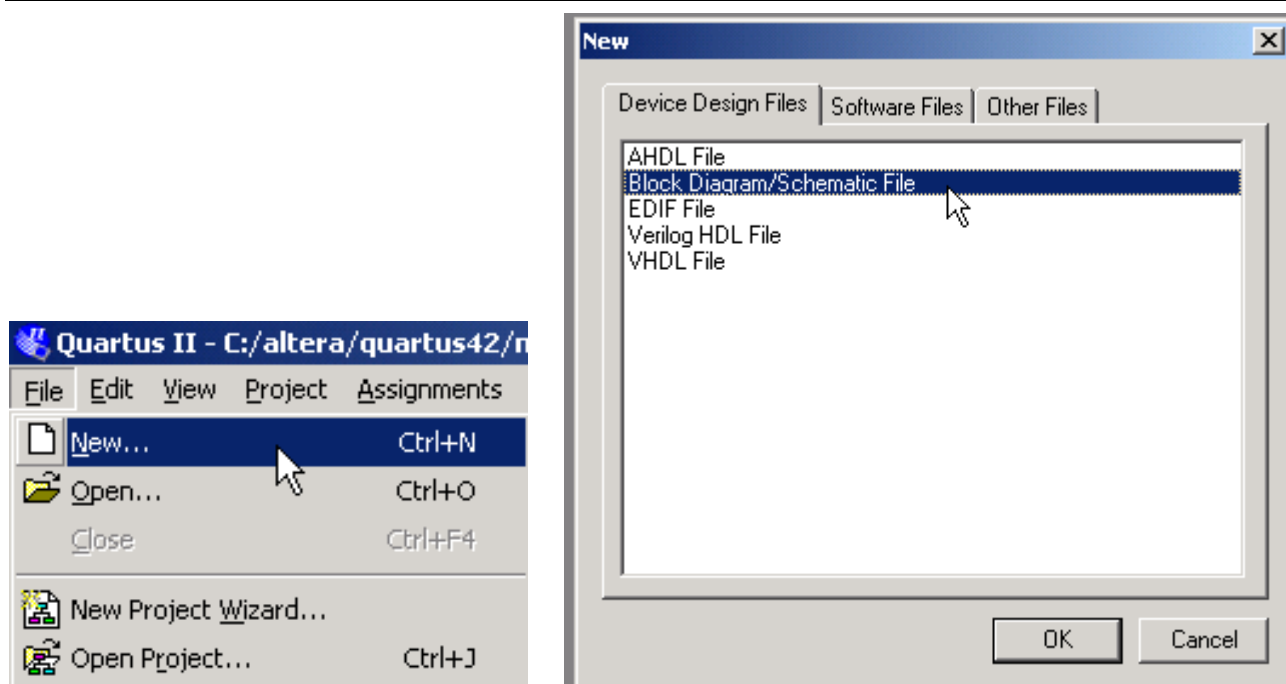 Quartus II - C:/altera/quartus42/
File Edit View Project Assignments
New... Ctrl+N
Open... Ctrl+O
Close Ctrl+F4
New Project Wizard...
Open Project... Ctrl+J
New
Device Design Files Software Files Other Files
AHDL File
Block Diagram/Schematic File
EDIF File
Verilog HDL File
VHDL File
OK Cancel